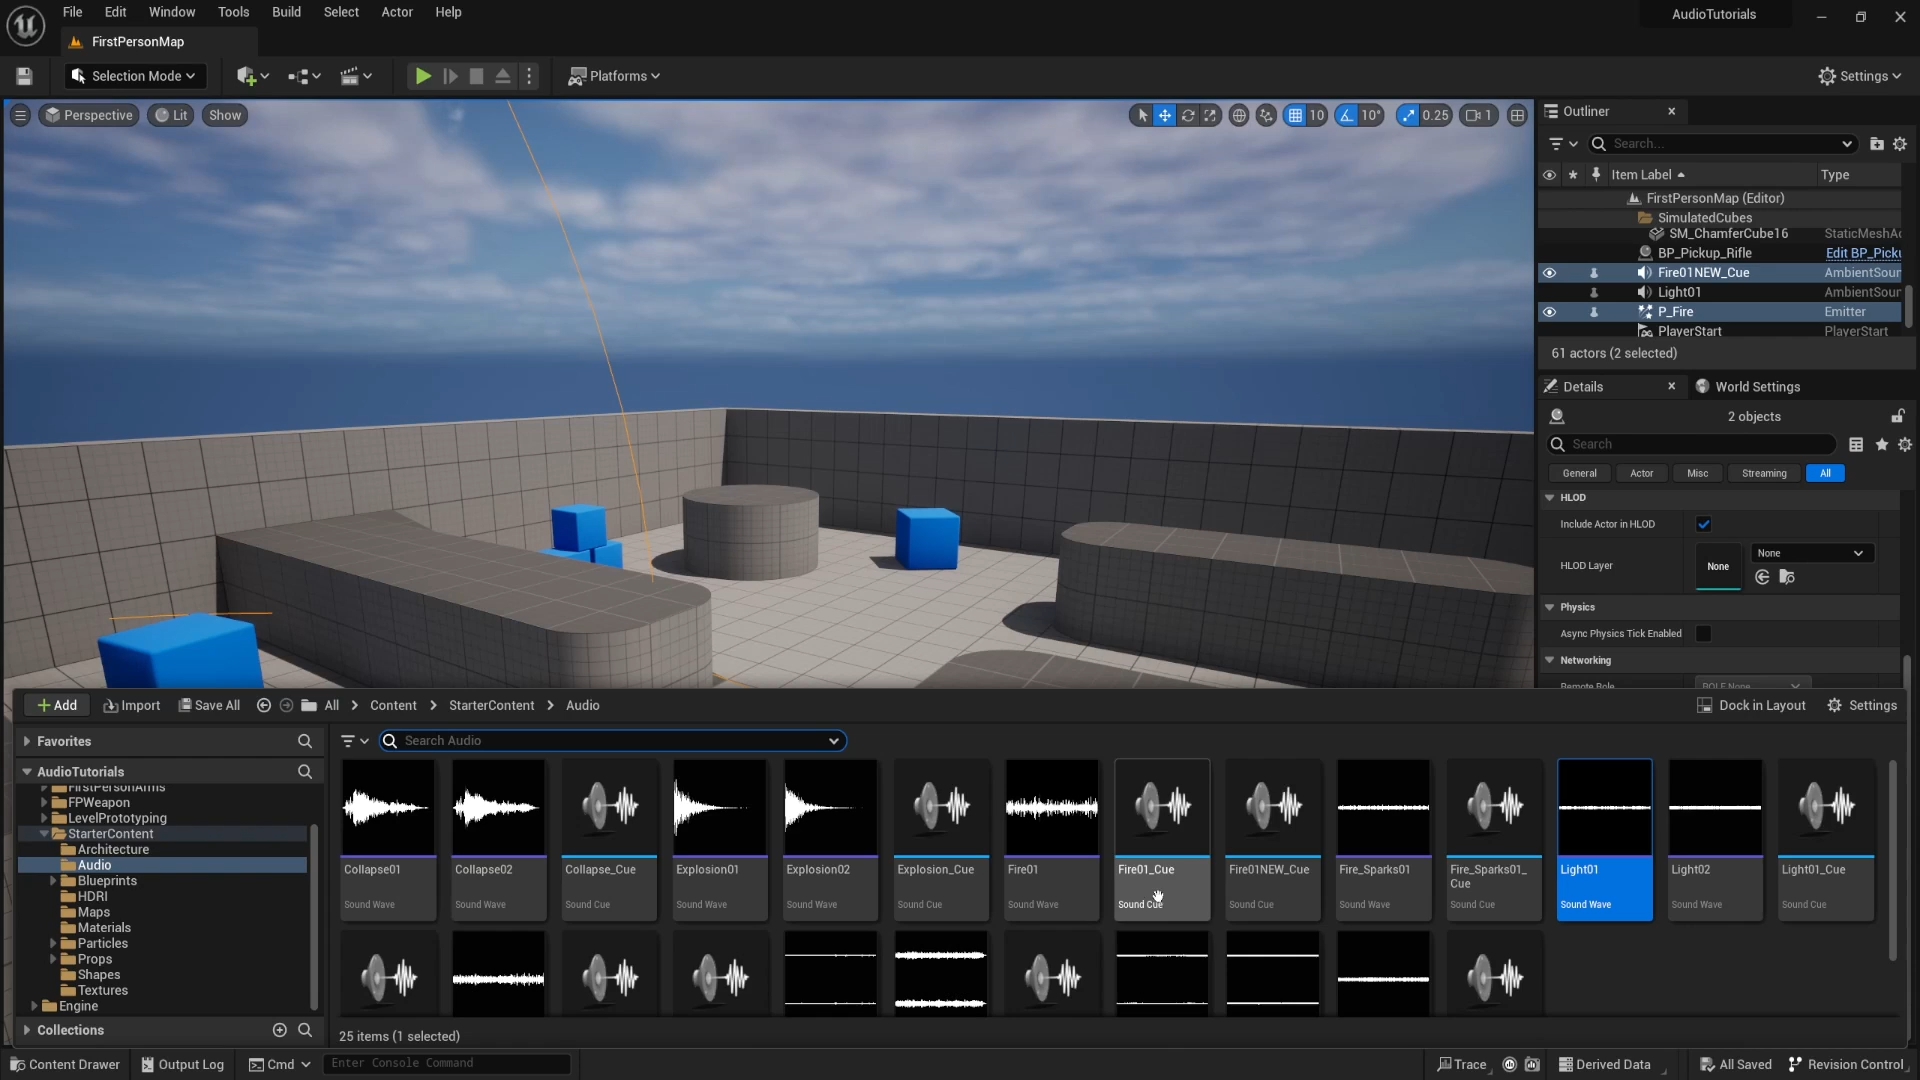 File Edit Window Tools Build Select Actor Help
AudioTutorials
FirstPersonMap
Selection Mode
Platforms
Settings
Perspective Lit Show
10 10° 0.25 1
Outliner
Search...
Item Label Type
FirstPersonMap (Editor)
SimulatedCubes
SM_ChamferCube16 StaticMeshAc
BP_Pickup_Rifle Edit BP_Picku
Fire01NEW_Cue AmbientSoun
Light01 AmbientSoun
P_Fire Emitter
PlayerStart PlayerStart
61 actors (2 selected)
Details World Settings
2 objects
Search
General Actor Misc Streaming All
HLOD
Include Actor in HLOD
HLOD Layer None None
Physics
Async Physics Tick Enabled
Networking
Remote Role ROLE None
Add Import Save All All Content StarterContent Audio Dock in Layout Settings
Favorites
Search Audio
AudioTutorials
FirstPersonArms
FPWeapon
LevelPrototyping
StarterContent
Architecture
Audio
Blueprints
HDRI
Maps
Materials
Particles
Props
Shapes
Textures
Engine
Collections
Collapse01 Collapse02 Collapse_Cue Explosion01 Explosion02 Explosion_Cue Fire01 Fire01_Cue Fire01NEW_Cue Fire_Sparks01 Fire_Sparks01_ Light01 Light02 Light01_Cue
Cue
Sound Wave Sound Wave Sound Cue Sound Wave Sound Wave Sound Cue Sound Wave Sound Cue Sound Cue Sound Wave Sound Cue Sound Wave Sound Wave Sound Cue
25 items (1 selected)
Content Drawer Output Log Cmd Enter Console Command Trace Derived Data All Saved Revision Control